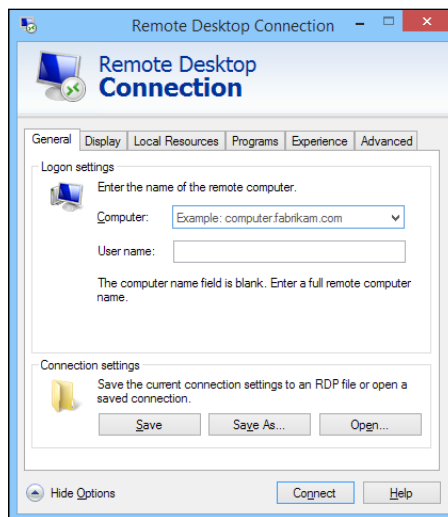 Remote Desktop Connection
Remote Desktop
Connection
General Display Local Resources Programs Experience Advanced
Logon settings
Enter the name of the remote computer.
Computer: Example: computer.fabrikam.com
User name:
The computer name field is blank. Enter a full remote computer
name.
Connection settings
Save the current connection settings to an RDP file or open a
saved connection.
Save Save As... Open...
Hide Options Connect Help